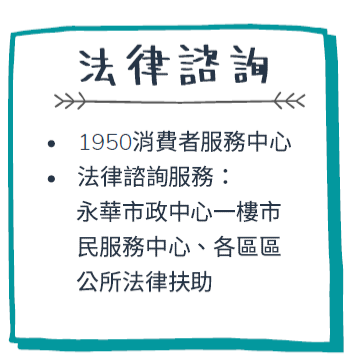 法律諮詢
• 1950消費者服務中心
• 法律諮詢服務：
永華市政中心一樓市
民服務中心、各區區
公所法律扶助